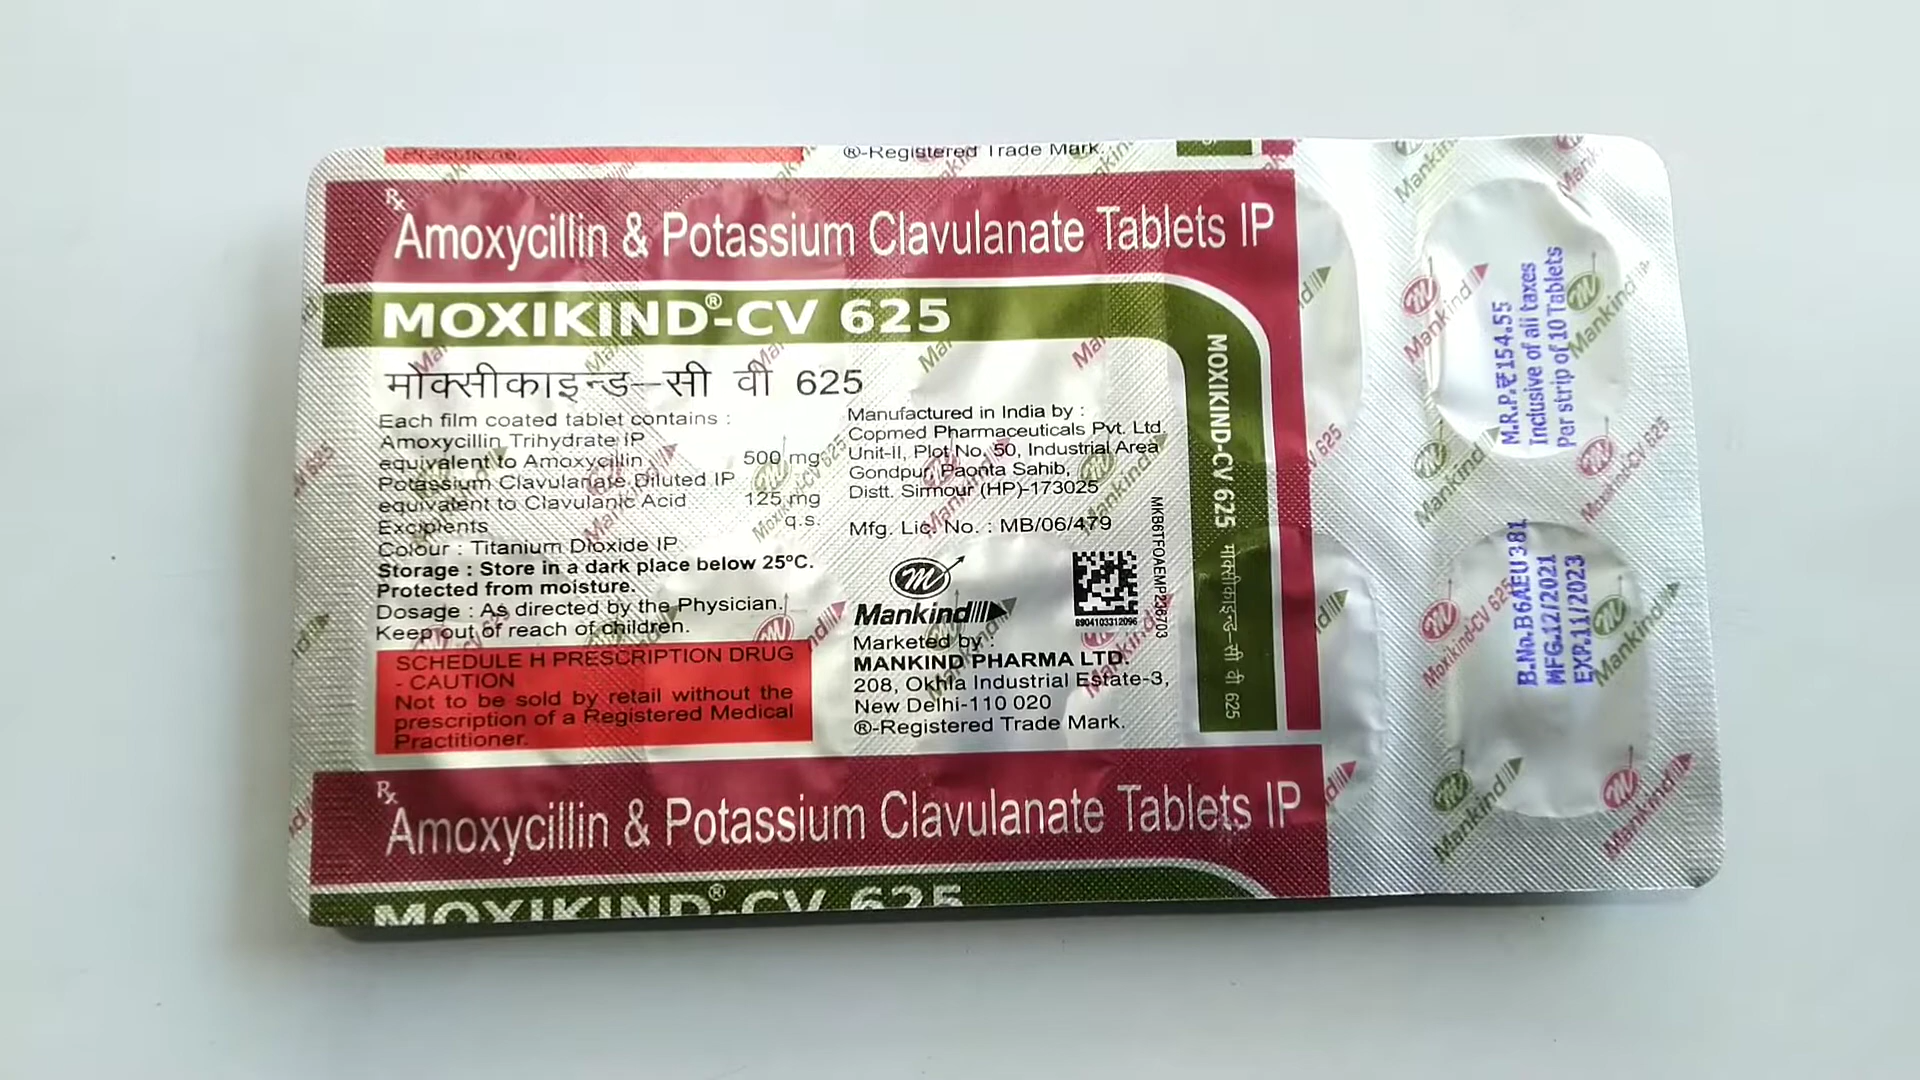 ®-Registered Trade Mark.
Rx
Amoxycillin & Potassium Clavulanate Tablets IP
MOXIKIND®-CV 625
मोक्सीकाइन्ड–सी वी 625
Each film coated tablet contains :
Amoxycillin Trihydrate IP
equivalent to Amoxycillin 500 mg
Potassium Clavulanate Diluted IP
equivalent to Clavulanic Acid 125 mg
Excipients q.s.
Colour : Titanium Dioxide IP
Storage : Store in a dark place below 25ºC.
Protected from moisture.
Dosage : As directed by the Physician.
Keep out of reach of children.
SCHEDULE H PRESCRIPTION DRUG
- CAUTION
Not to be sold by retail without the
prescription of a Registered Medical
Practitioner.
Manufactured in India by :
Copmed Pharmaceuticals Pvt. Ltd.
Unit-II, Plot No. 50, Industrial Area
Gondpur, Paonta Sahib,
Distt. Sirmour (HP)-173025
Mfg. Lic. No. : MB/06/479
Mankind
Marketed by :
MANKIND PHARMA LTD.
208, Okhla Industrial Estate-3,
New Delhi-110 020
®-Registered Trade Mark.
8904103312096
MOXIKIND-CV 625 मोक्सीकाइन्ड–सी वी 625
M.R.P.₹154.55
Inclusive of all taxes
Per strip of 10 Tablets
B.No.B6AEU381
MFG.12/2021
EXP.11/2023
Rx
Amoxycillin & Potassium Clavulanate Tablets IP
MOXIKIND®-CV 625